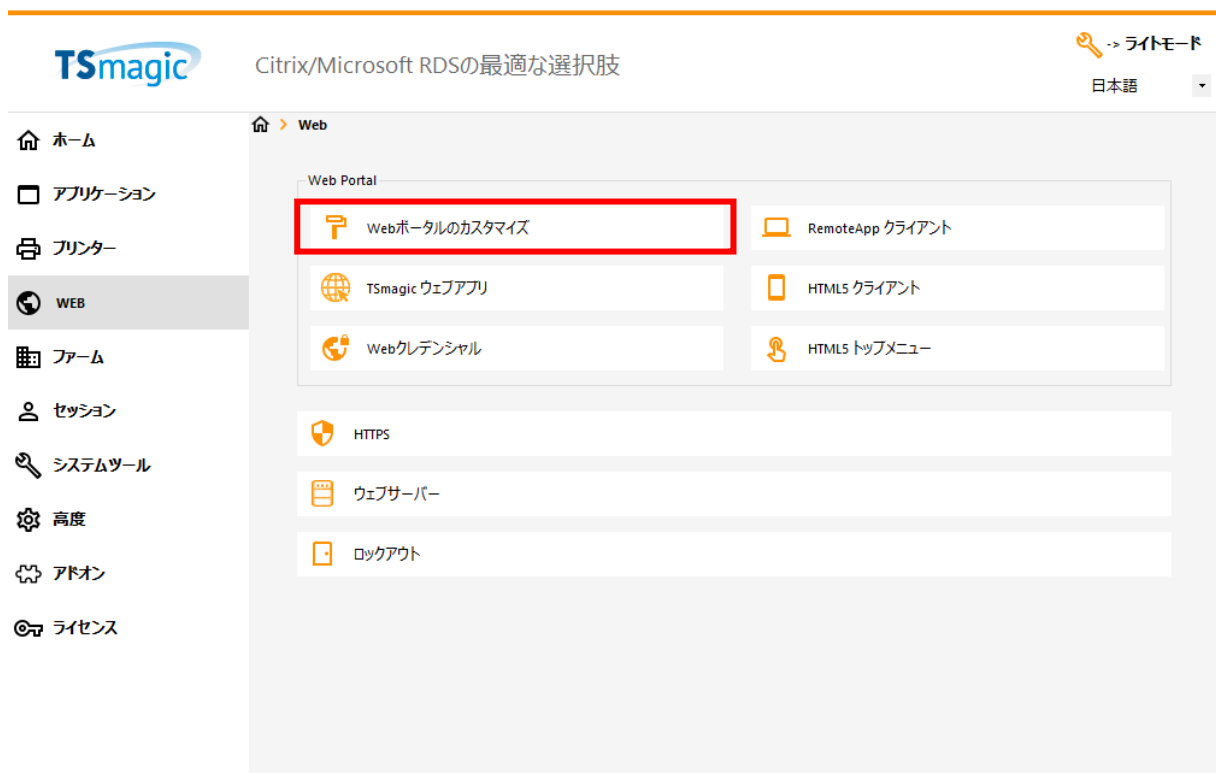 TSmagic
Citrix/Microsoft RDSの最適な選択肢
-> ライトモード
日本語
ホーム
アプリケーション
プリンター
WEB
ファーム
セッション
システムツール
高度
アドオン
ライセンス
Web
Web Portal
Webポータルのカスタマイズ
RemoteApp クライアント
TSmagic ウェブアプリ
HTML5 クライアント
Webクレデンシャル
HTML5 トップメニュー
HTTPS
ウェブサーバー
ロックアウト